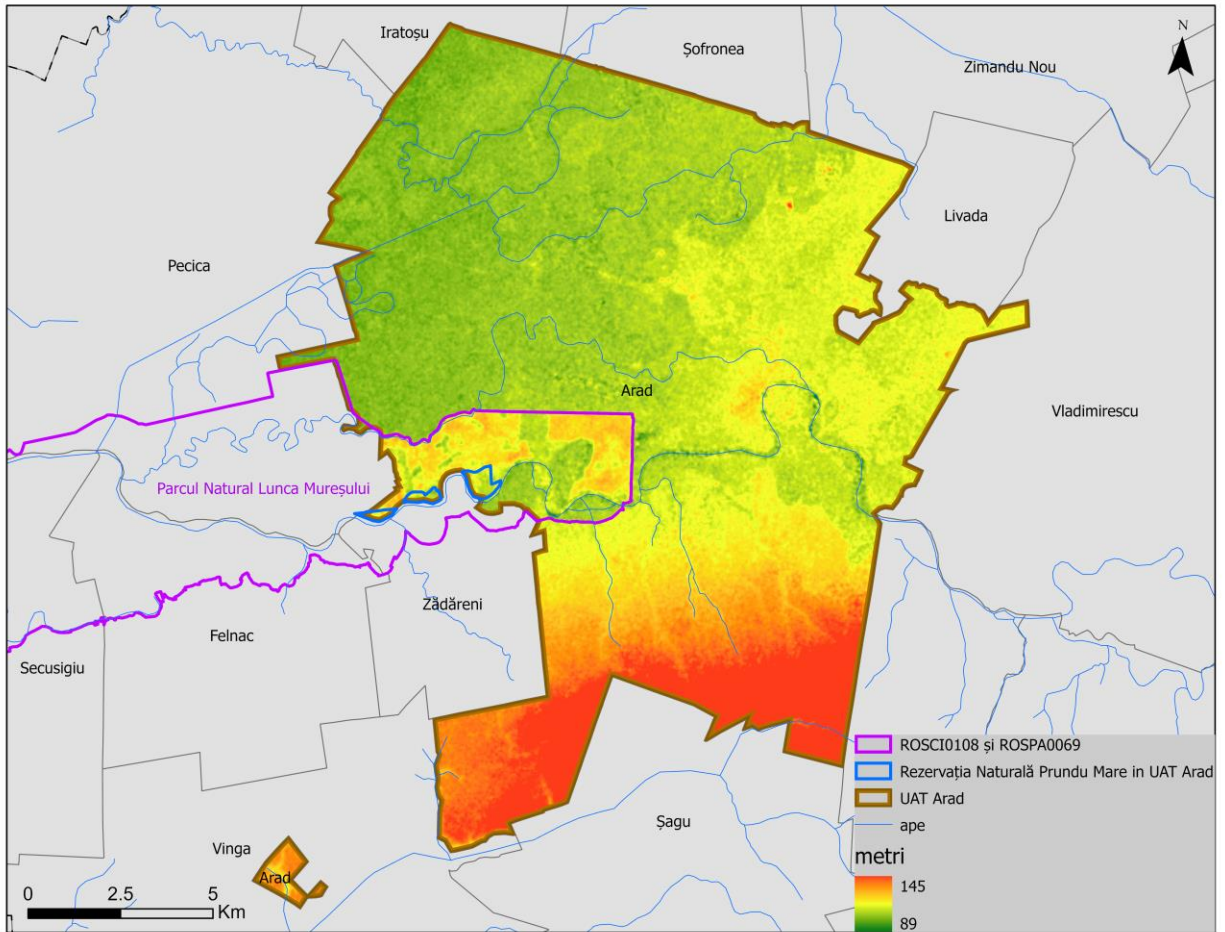 Iratoșu
Șofronea
N
Zimandu Nou
Livada
Pecica
Arad
Vladimirescu
Parcul Natural Lunca Mureșului
Zădăreni
Felnac
Secusigiu
Vinga
Arad
Șagu
0 2.5 5
Km
ROSCI0108 și ROSPA0069
Rezervația Naturală Prundu Mare in UAT Arad
UAT Arad
ape
metri
145
89